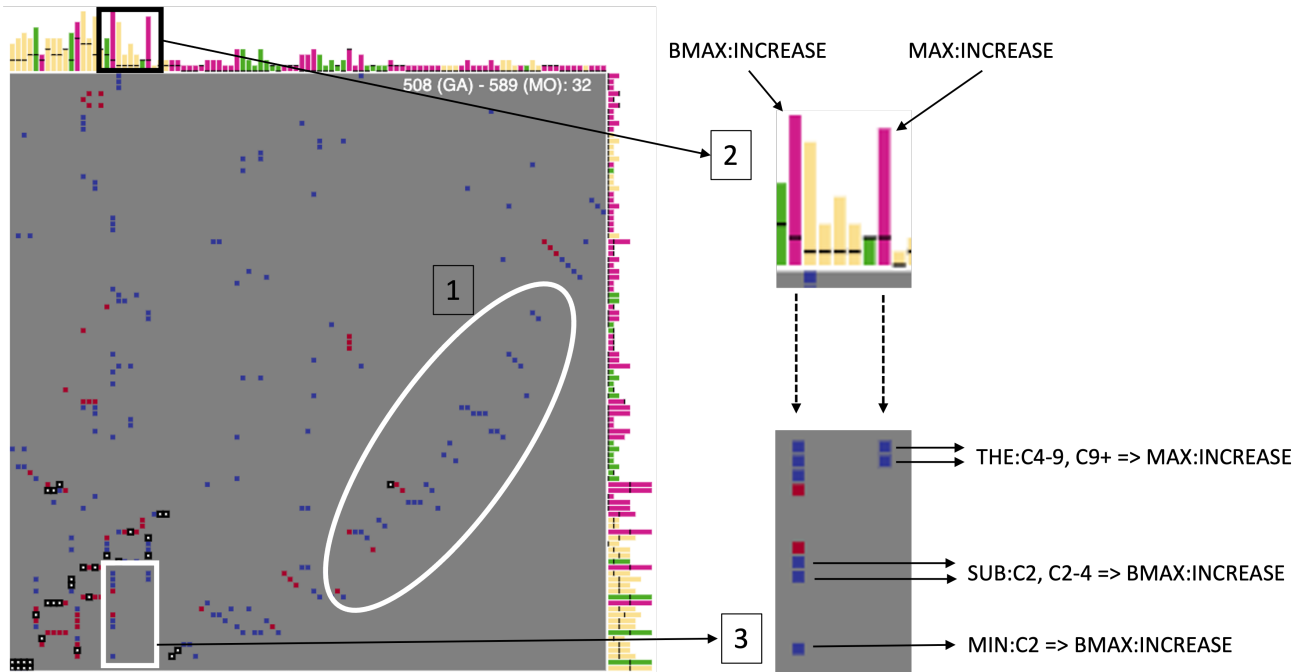 BMAX:INCREASE
MAX:INCREASE
508 (GA) - 589 (MO): 32
2
1
THE:C4-9, C9+ => MAX:INCREASE
SUB:C2, C2-4 => BMAX:INCREASE
3
MIN:C2 => BMAX:INCREASE